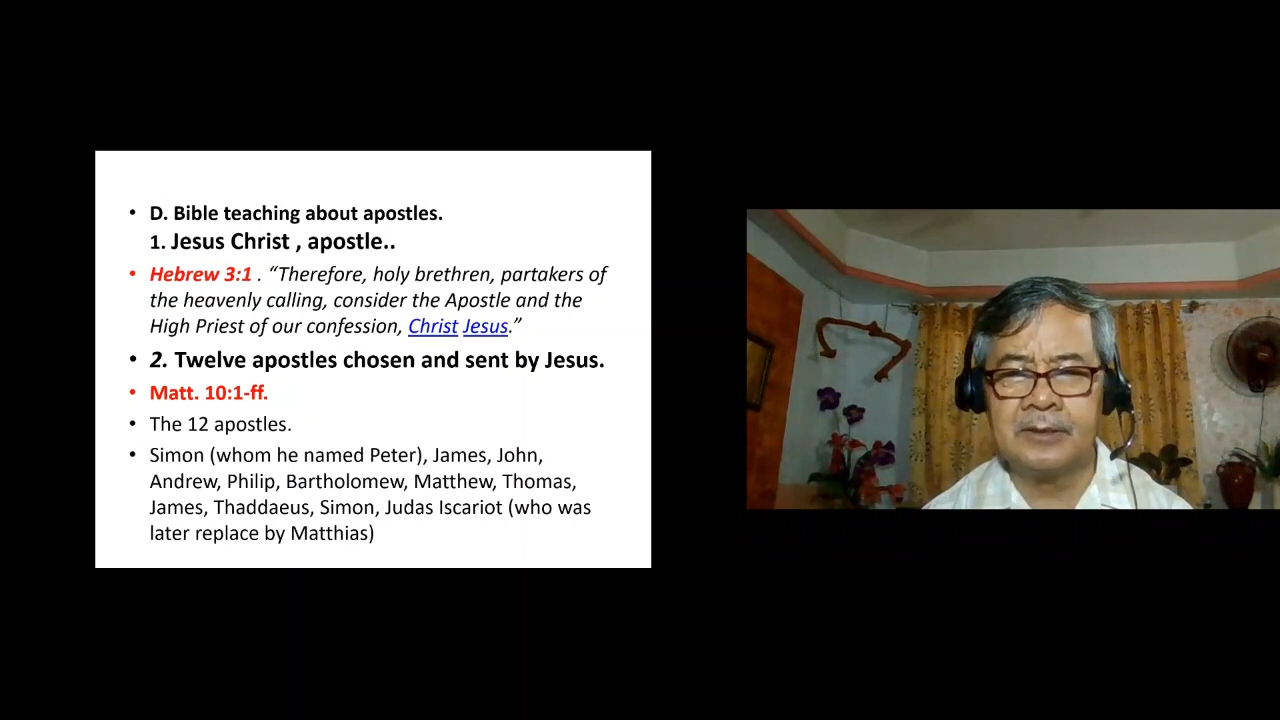 • D. Bible teaching about apostles.
1. Jesus Christ , apostle..
• Hebrew 3:1 . “Therefore, holy brethren, partakers of
the heavenly calling, consider the Apostle and the
High Priest of our confession, Christ Jesus.”
• 2. Twelve apostles chosen and sent by Jesus.
• Matt. 10:1-ff.
• The 12 apostles.
• Simon (whom he named Peter), James, John,
Andrew, Philip, Bartholomew, Matthew, Thomas,
James, Thaddaeus, Simon, Judas Iscariot (who was
later replace by Matthias)